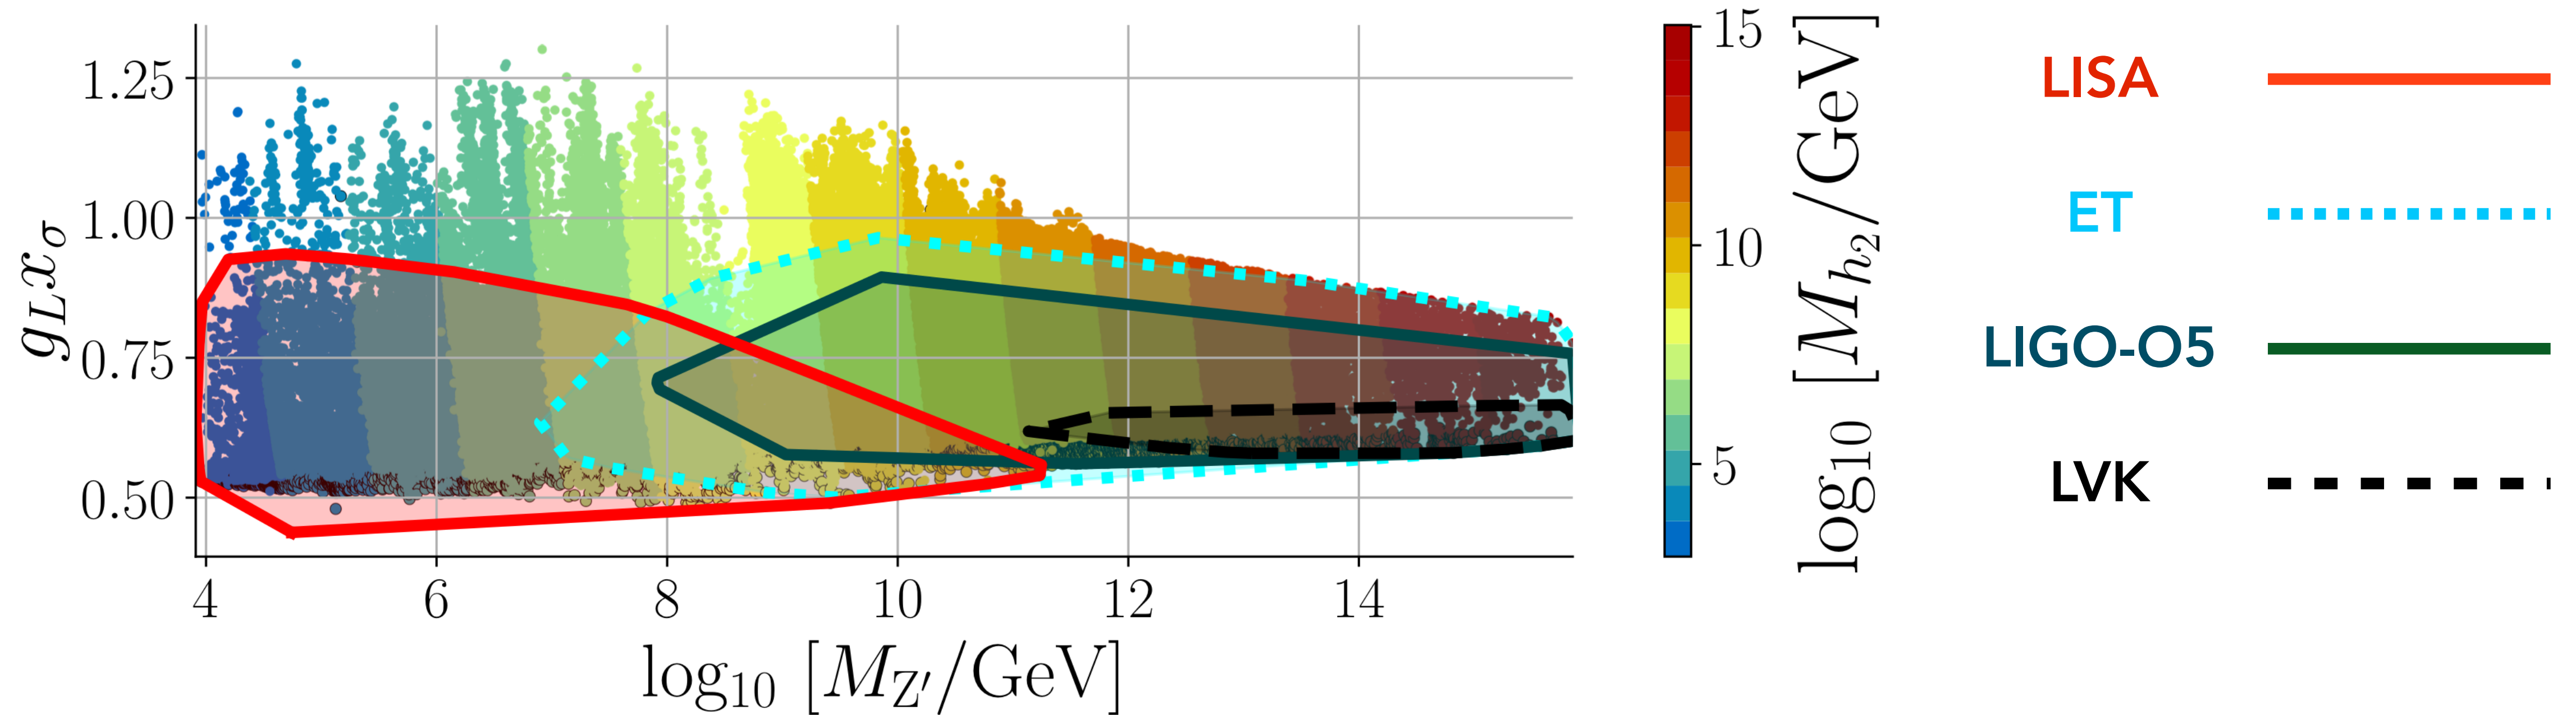 1.25
1.00
0.75
0.50
g_L x_σ
4 6 8 10 12 14
log₁₀ [M_Z′/GeV]
15
10
5
log₁₀ [M_h₂/GeV]
LISA
ET
LIGO-O5
LVK